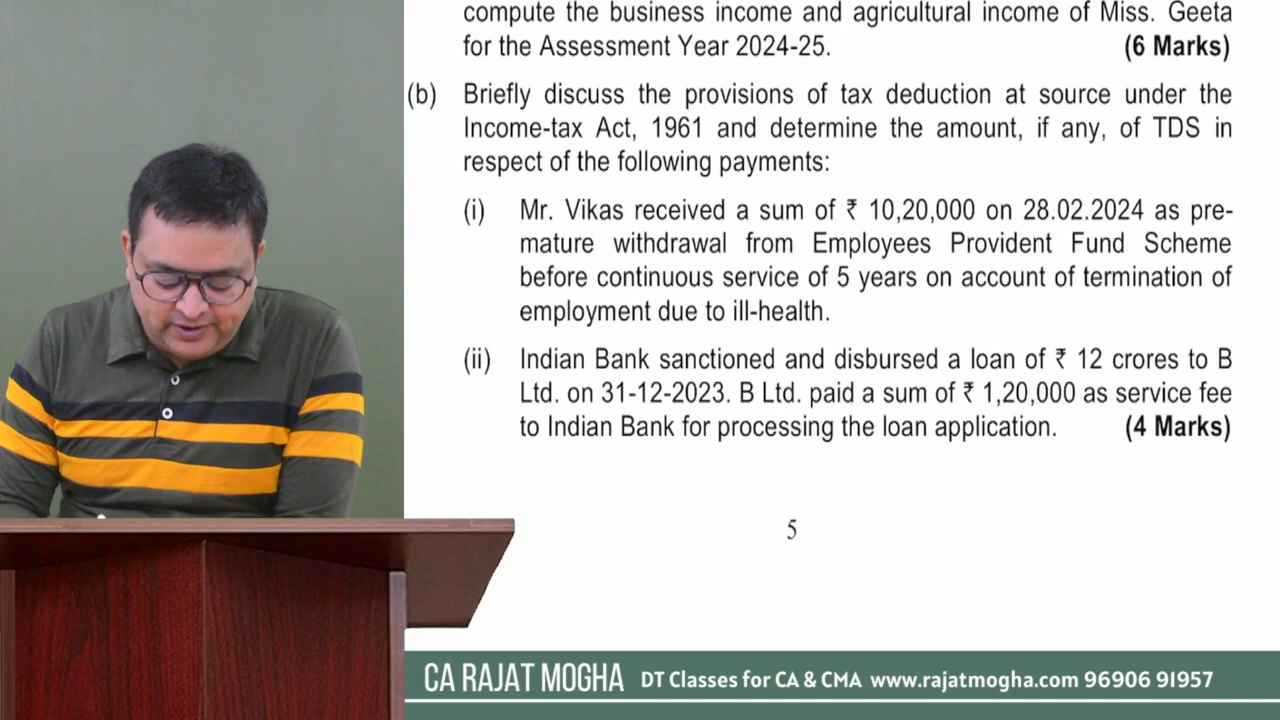 compute the business income and agricultural income of Miss. Geeta
for the Assessment Year 2024-25. (6 Marks)
(b) Briefly discuss the provisions of tax deduction at source under the
Income-tax Act, 1961 and determine the amount, if any, of TDS in
respect of the following payments:
(i) Mr. Vikas received a sum of ₹ 10,20,000 on 28.02.2024 as pre-
mature withdrawal from Employees Provident Fund Scheme
before continuous service of 5 years on account of termination of
employment due to ill-health.
(ii) Indian Bank sanctioned and disbursed a loan of ₹ 12 crores to B
Ltd. on 31-12-2023. B Ltd. paid a sum of ₹ 1,20,000 as service fee
to Indian Bank for processing the loan application. (4 Marks)
5
CA RAJAT MOGHA DT Classes for CA & CMA www.rajatmogha.com 96906 91957